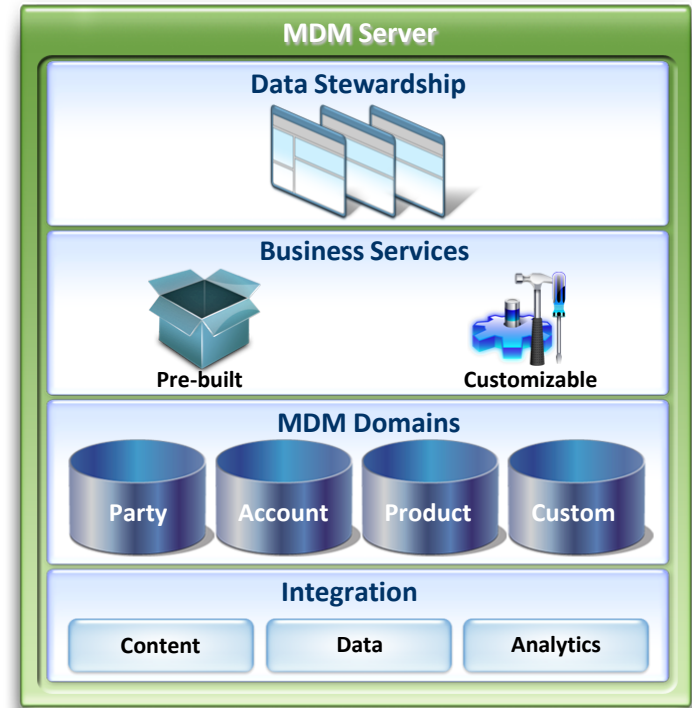 MDM Server
Data Stewardship
Business Services
Pre-built
Customizable
MDM Domains
Party
Account
Product
Custom
Integration
Content
Data
Analytics